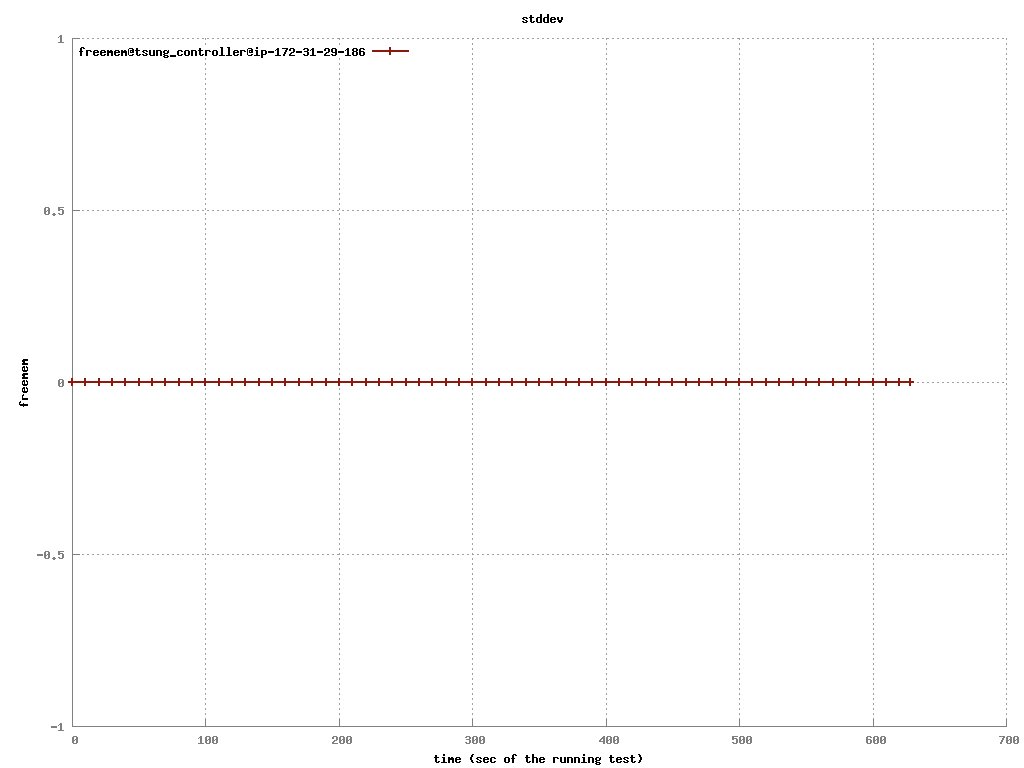 stddev
1
freemem@tsung_controller@ip-172-31-29-186
0.5
freemem
0
-0.5
-1
0 100 200 300 400 500 600 700
time (sec of the running test)